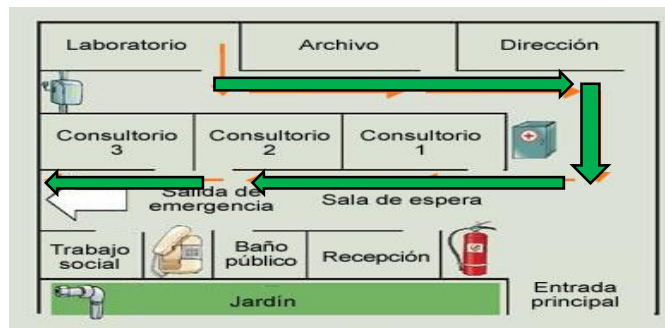 Laboratorio
Archivo
Dirección
Consultorio
3
Consultorio
2
Consultorio
1
Salida de
emergencia
Sala de espera
Trabajo
social
Baño
público
Recepción
Jardín
Entrada
principal